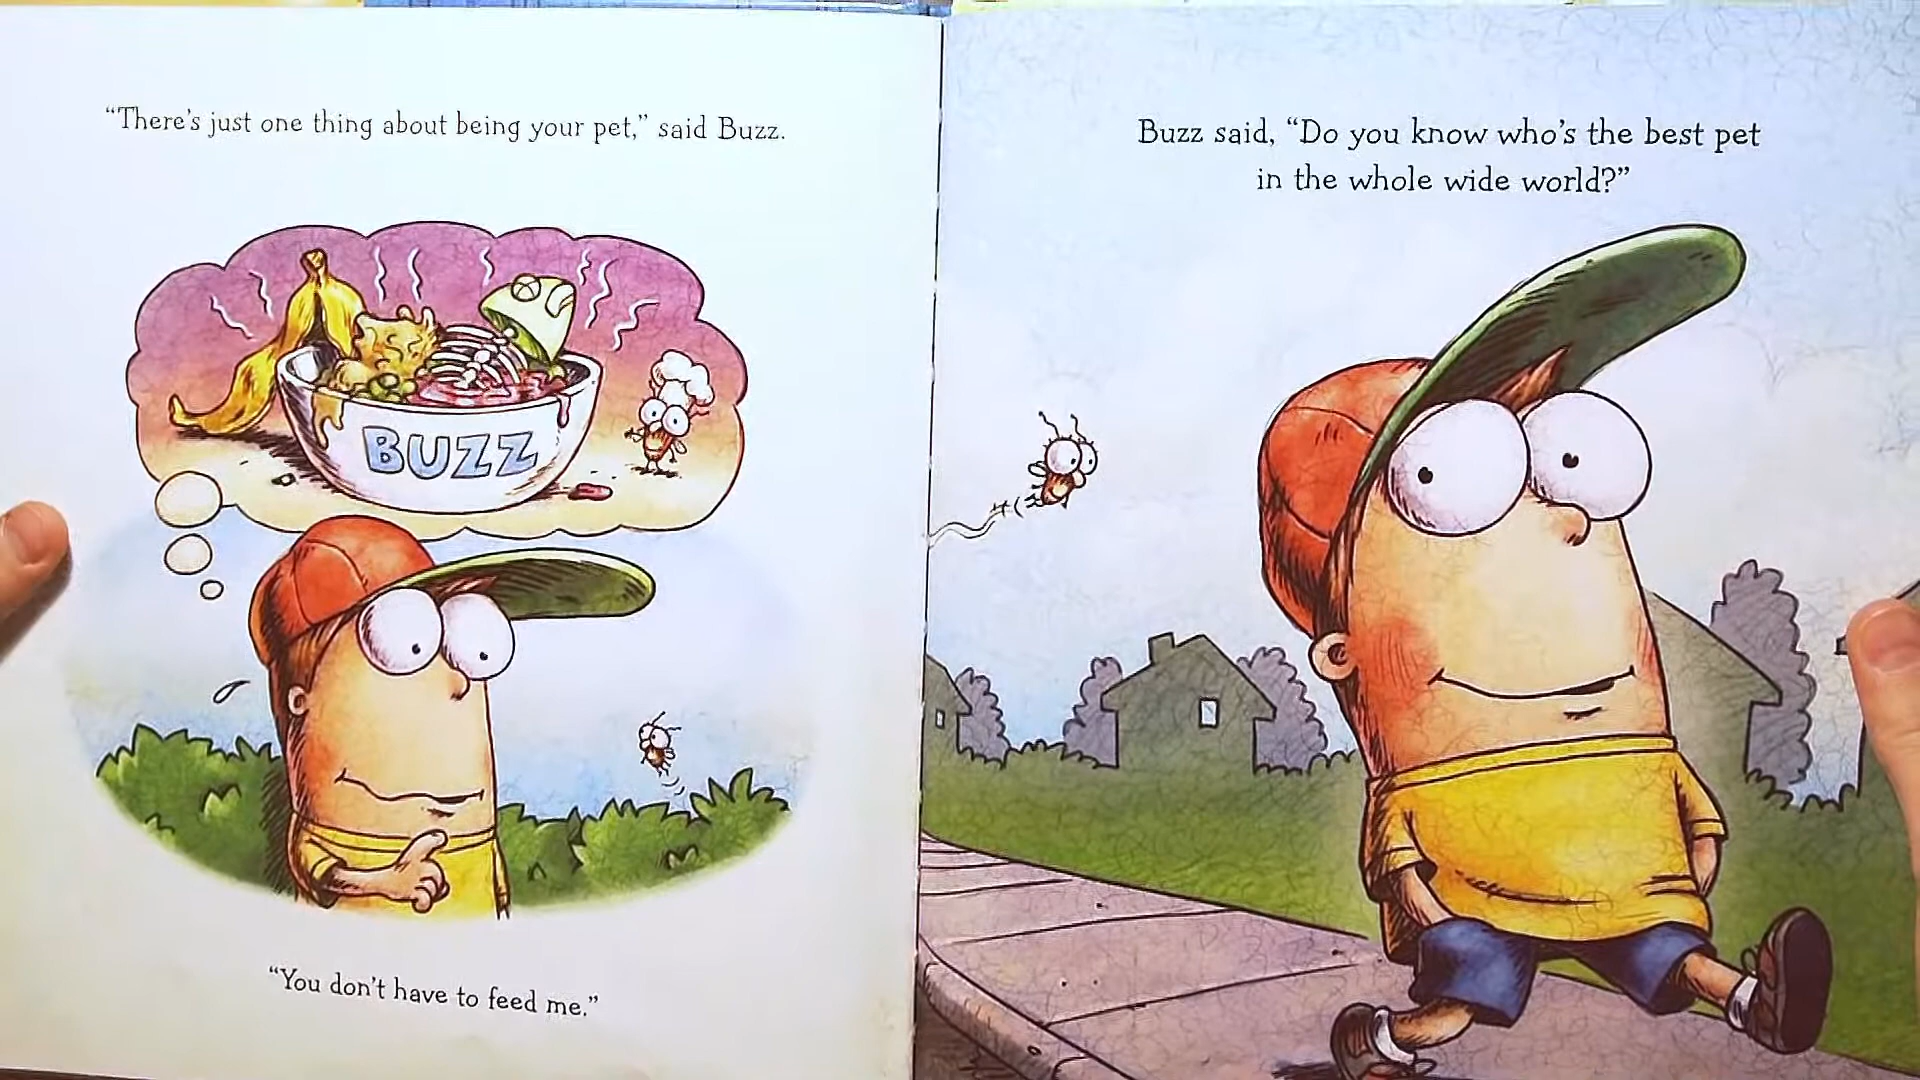 “There’s just one thing about being your pet,” said Buzz.
BUZZ
“You don’t have to feed me.”
Buzz said, “Do you know who’s the best pet
in the whole wide world?”